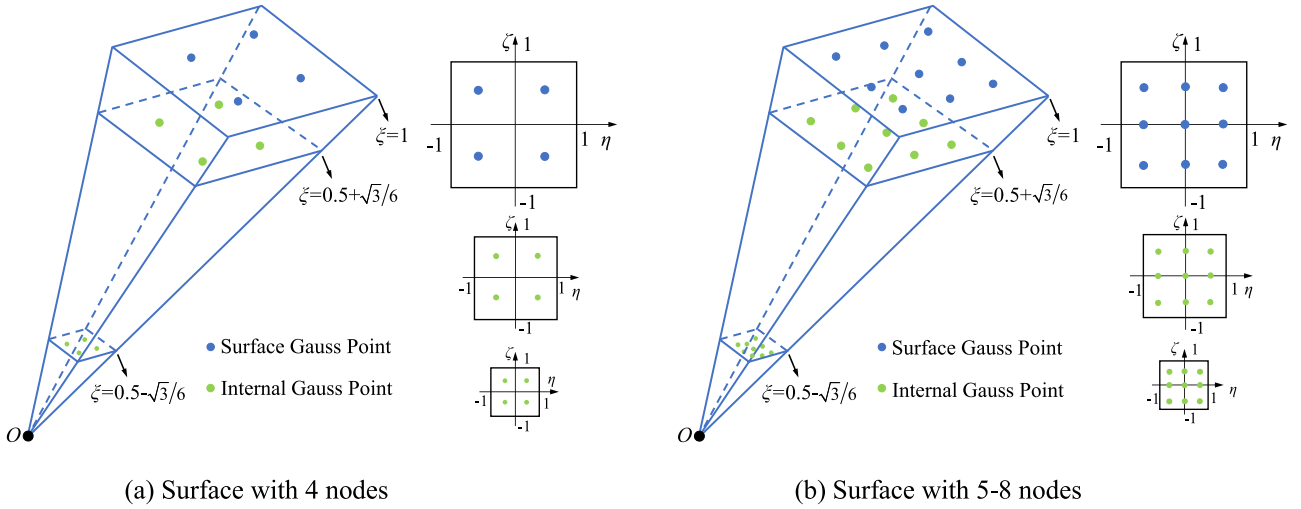 ζ 1
-1 1 η
-1
ξ=1
ξ=0.5+√3/6
ζ 1
-1 1
η
-1
Surface Gauss Point
Internal Gauss Point
ξ=0.5-√3/6
ζ 1
η
-1 1
-1
O
(a) Surface with 4 nodes
ζ 1
-1 1 η
-1
ξ=1
ξ=0.5+√3/6
ζ 1
-1 1
η
-1
Surface Gauss Point
Internal Gauss Point
ξ=0.5-√3/6
ζ 1
η
-1 1
-1
O
(b) Surface with 5-8 nodes